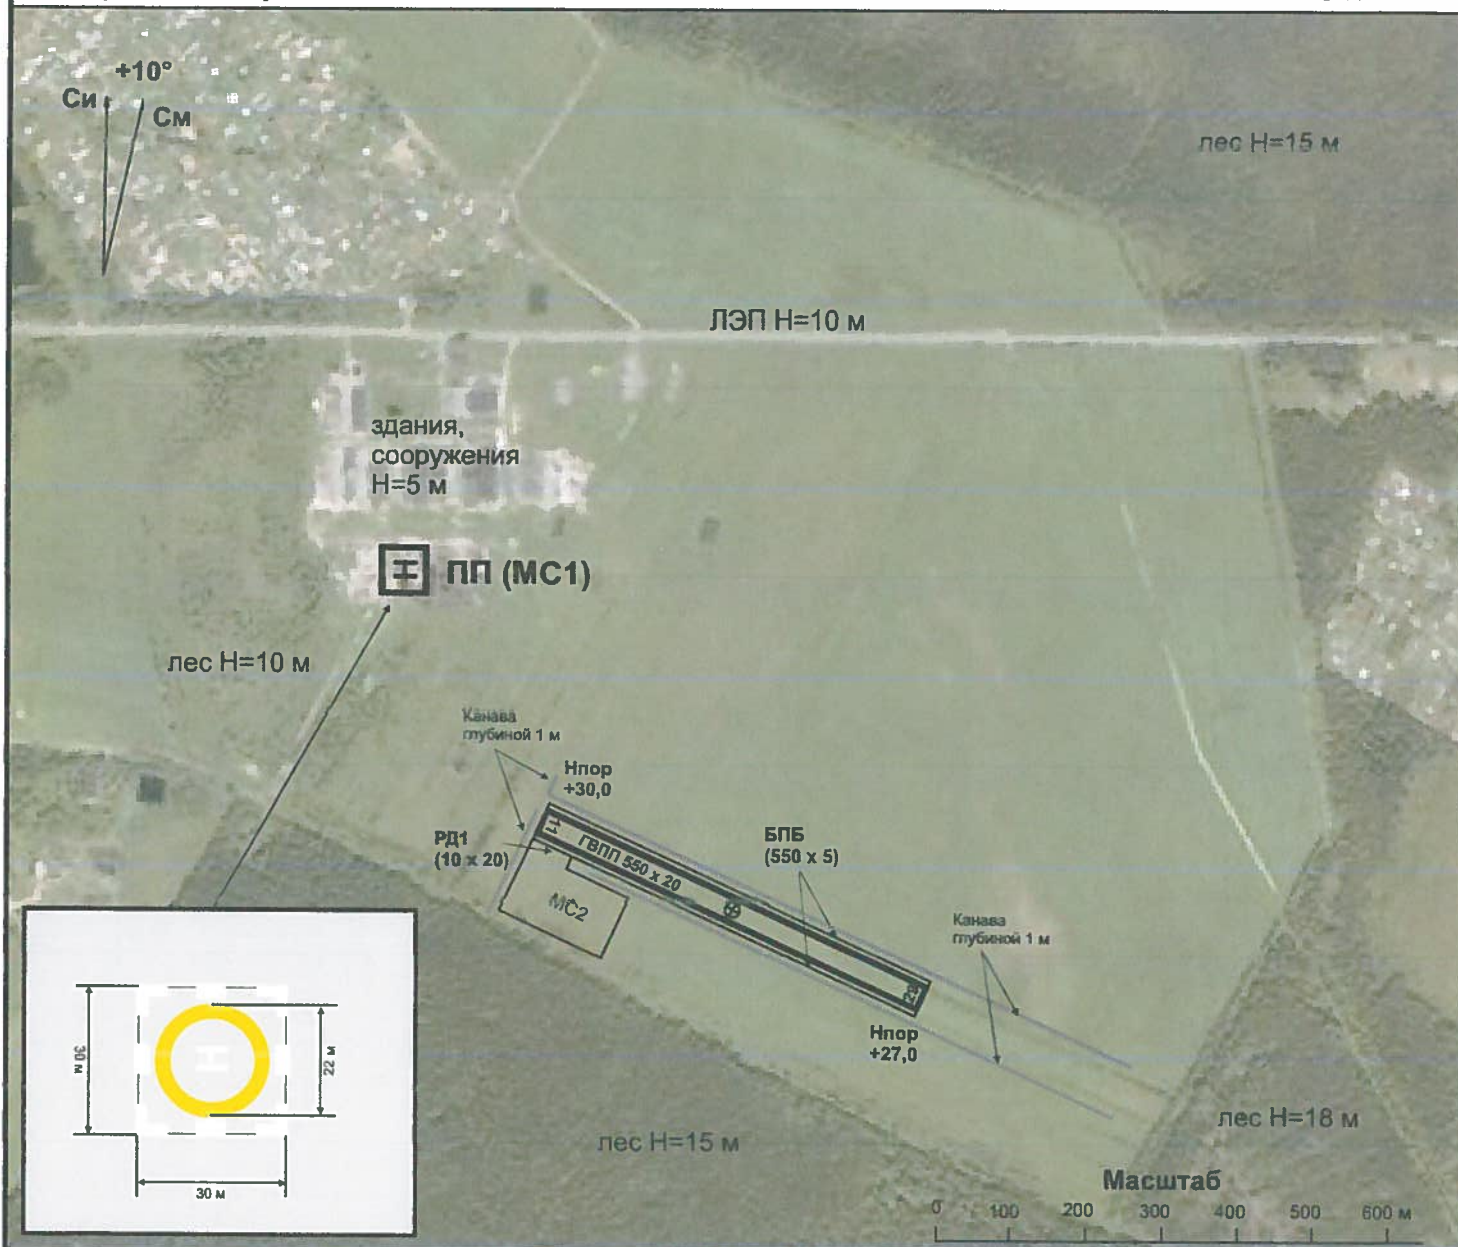 +10°
Си
См
лес H=15 м
ЛЭП H=10 м
здания,
сооружения
H=5 м
H
ПП (МС1)
лес H=10 м
Канава
глубиной 1 м
Нпор
+30,0
РД1
(10 x 20)
11
ГВПП 550 x 20
БПБ
(550 x 5)
МС2
Канава
глубиной 1 м
29
Нпор
+27,0
30 м
H
22 м
30 м
лес H=15 м
лес H=18 м
Масштаб
0 100 200 300 400 500 600 м